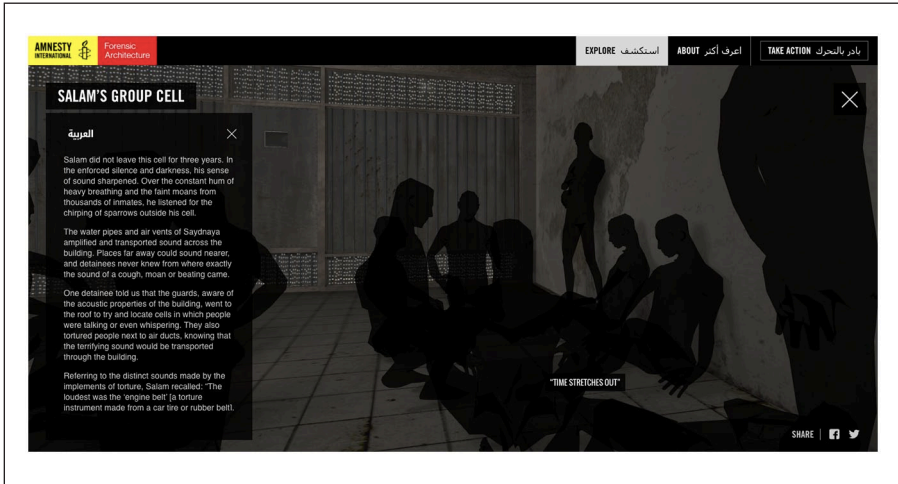 AMNESTY
INTERNATIONAL
Forensic
Architecture
EXPLORE استكشف
ABOUT اعرف أكثر
TAKE ACTION بادر بالتحرك
SALAM'S GROUP CELL
العربية
Salam did not leave this cell for three years. In
the enforced silence and darkness, his sense
of sound sharpened. Over the constant hum of
heavy breathing and the faint moans from
thousands of inmates, he listened for the
chirping of sparrows outside his cell.
The water pipes and air vents of Saydnaya
amplified and transported sound across the
building. Places far away could sound nearer,
and detainees never knew from where exactly
the sound of a cough, moan or beating came.
One detainee told us that the guards, aware of
the acoustic properties of the building, went to
the roof to try and locate cells in which people
were talking or even whispering. They also
tortured people next to air ducts, knowing that
the terrifying sound would be transported
through the building.
Referring to the distinct sounds made by the
implements of torture, Salam recalled: “The
loudest was the ‘engine belt’ [a torture
instrument made from a car tire or rubber belt].
“TIME STRETCHES OUT”
SHARE